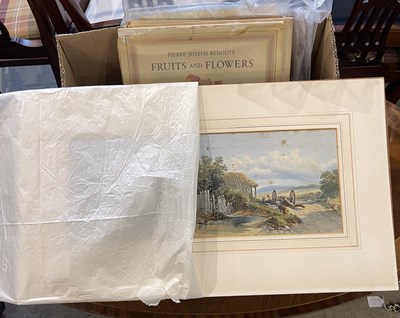 PIERRE-JOSEPH REDOUTÉ
FRUITS AND FLOWERS